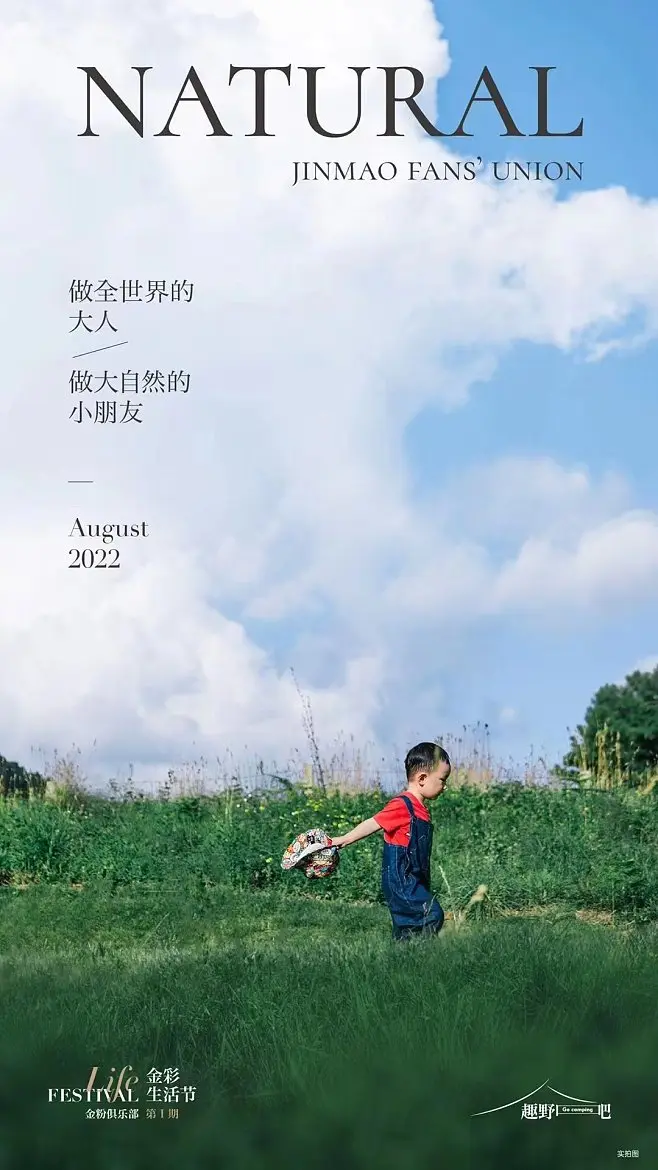 NATURAL
JINMAO FANS' UNION
做全世界的
大人
做大自然的
小朋友
August
2022
Life
FESTIVAL
金彩
生活节
金粉俱乐部 第1期
趣野 Go camping 吧
实拍图